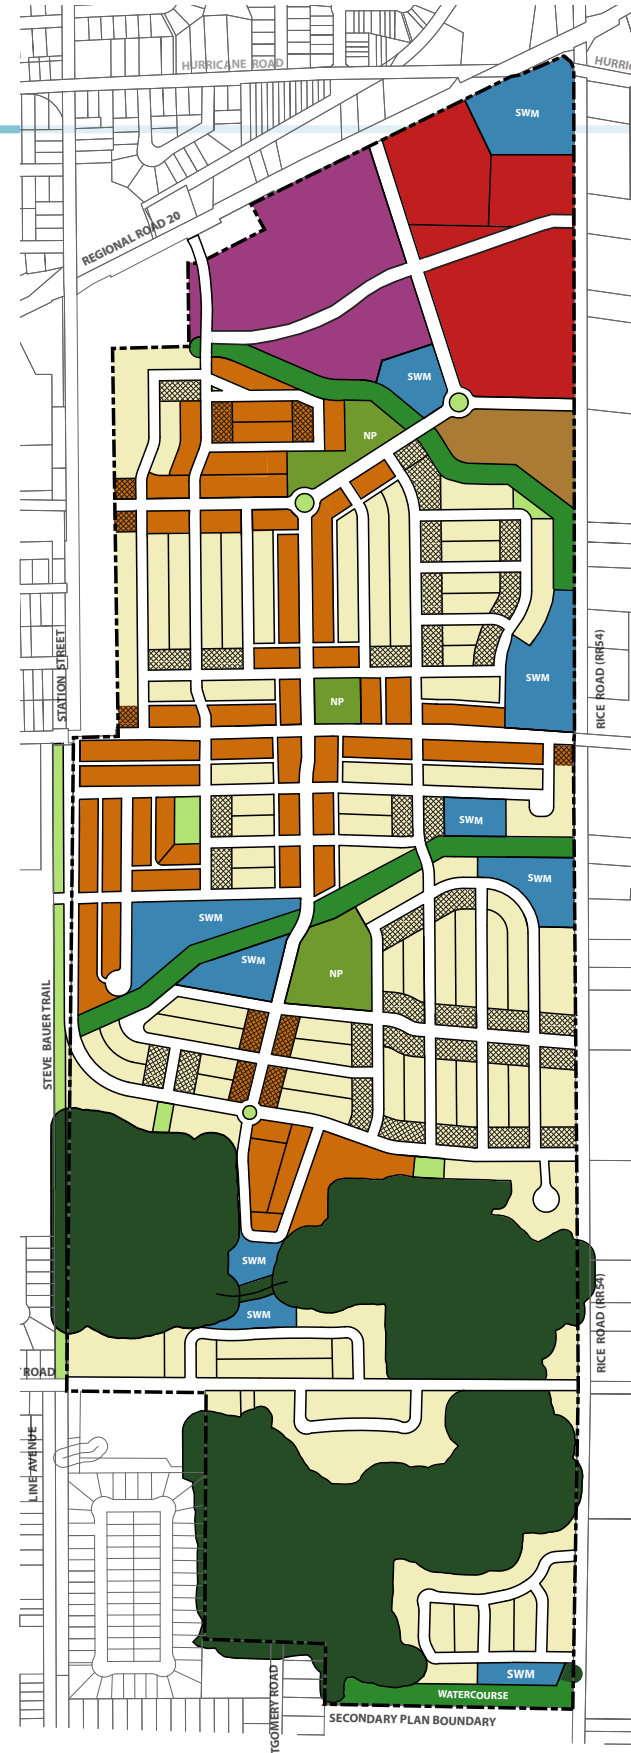 HURRICANE ROAD
HURRI
SWM
REGIONAL ROAD 20
SWM
NP
STATION STREET
RICE ROAD (RR54)
SWM
NP
SWM
SWM
SWM
SWM
NP
STEVE BAUER TRAIL
SWM
RICE ROAD (RR54)
SWM
ROAD
LINE AVENUE
SWM
WATERCOURSE
TGOMERY ROAD
SECONDARY PLAN BOUNDARY